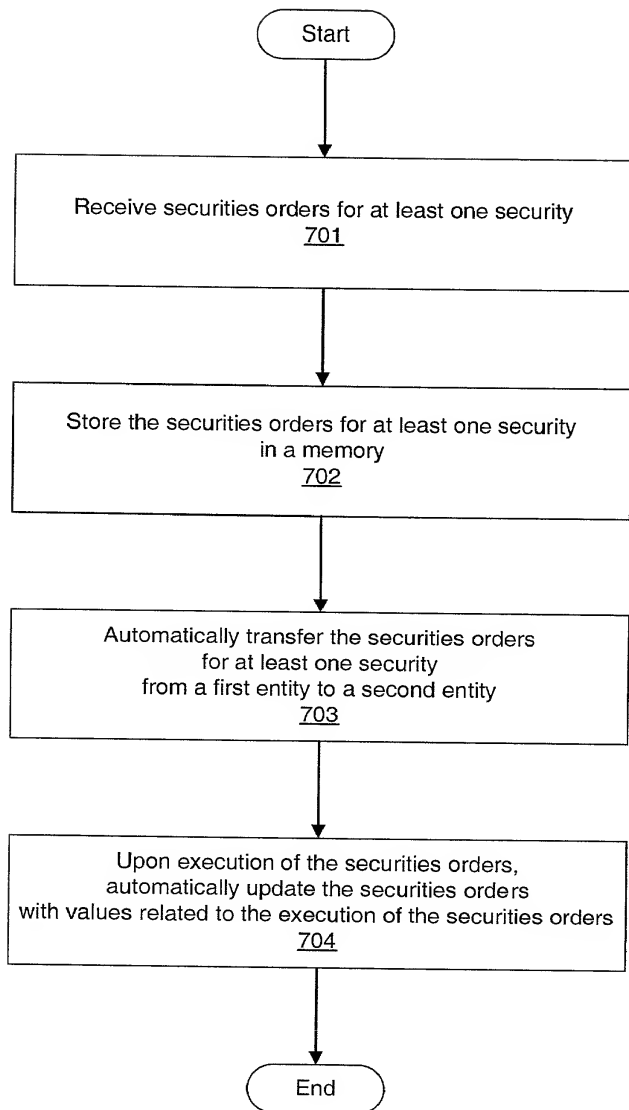 Start
Receive securities orders for at least one security
701
Store the securities orders for at least one security
in a memory
702
Automatically transfer the securities orders
for at least one security
from a first entity to a second entity
703
Upon execution of the securities orders,
automatically update the securities orders
with values related to the execution of the securities orders
704
End